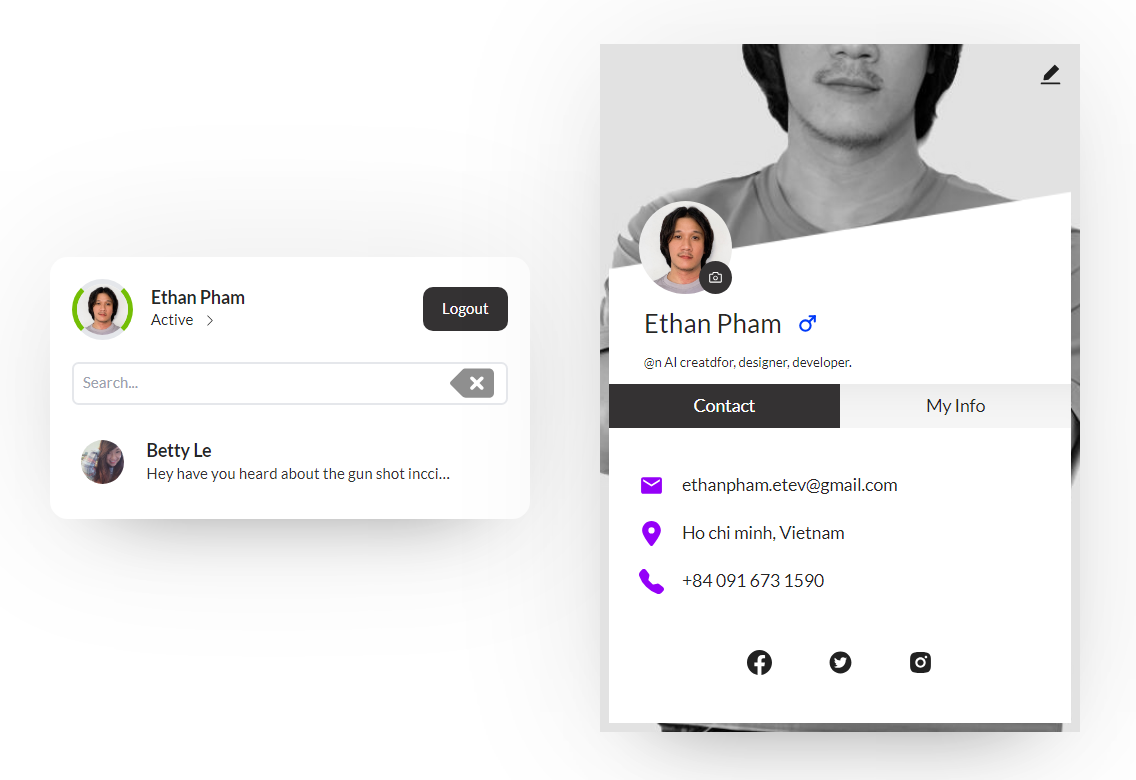 Ethan Pham
Active
Logout
Search...
Betty Le
Hey have you heard about the gun shot incci...
Ethan Pham
@n AI creatdfor, designer, developer.
Contact
My Info
ethanpham.etev@gmail.com
Ho chi minh, Vietnam
+84 091 673 1590